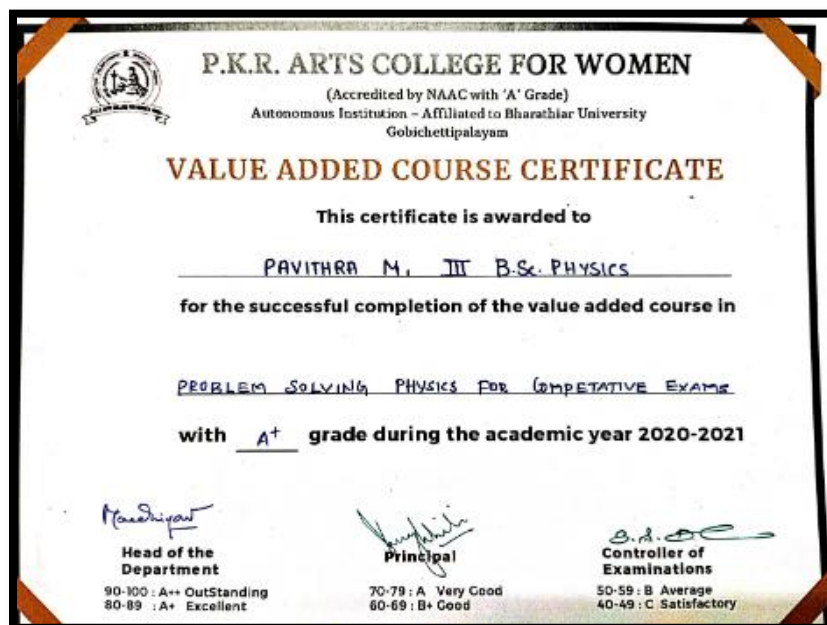 P.K.R. ARTS COLLEGE FOR WOMEN
(Accredited by NAAC with 'A' Grade)
Autonomous Institution – Affiliated to Bharathiar University
Gobichettipalayam
VALUE ADDED COURSE CERTIFICATE
This certificate is awarded to
PAVITHRA M, III B.Sc. PHYSICS
for the successful completion of the value added course in
PROBLEM SOLVING PHYSICS FOR COMPETATIVE EXAMS
with A+ grade during the academic year 2020-2021
Head of the Department
Principal
Controller of Examinations
90-100 : A++ OutStanding
80-89 : A+ Excellent
70-79 : A Very Good
60-69 : B+ Good
50-59 : B Average
40-49 : C Satisfactory